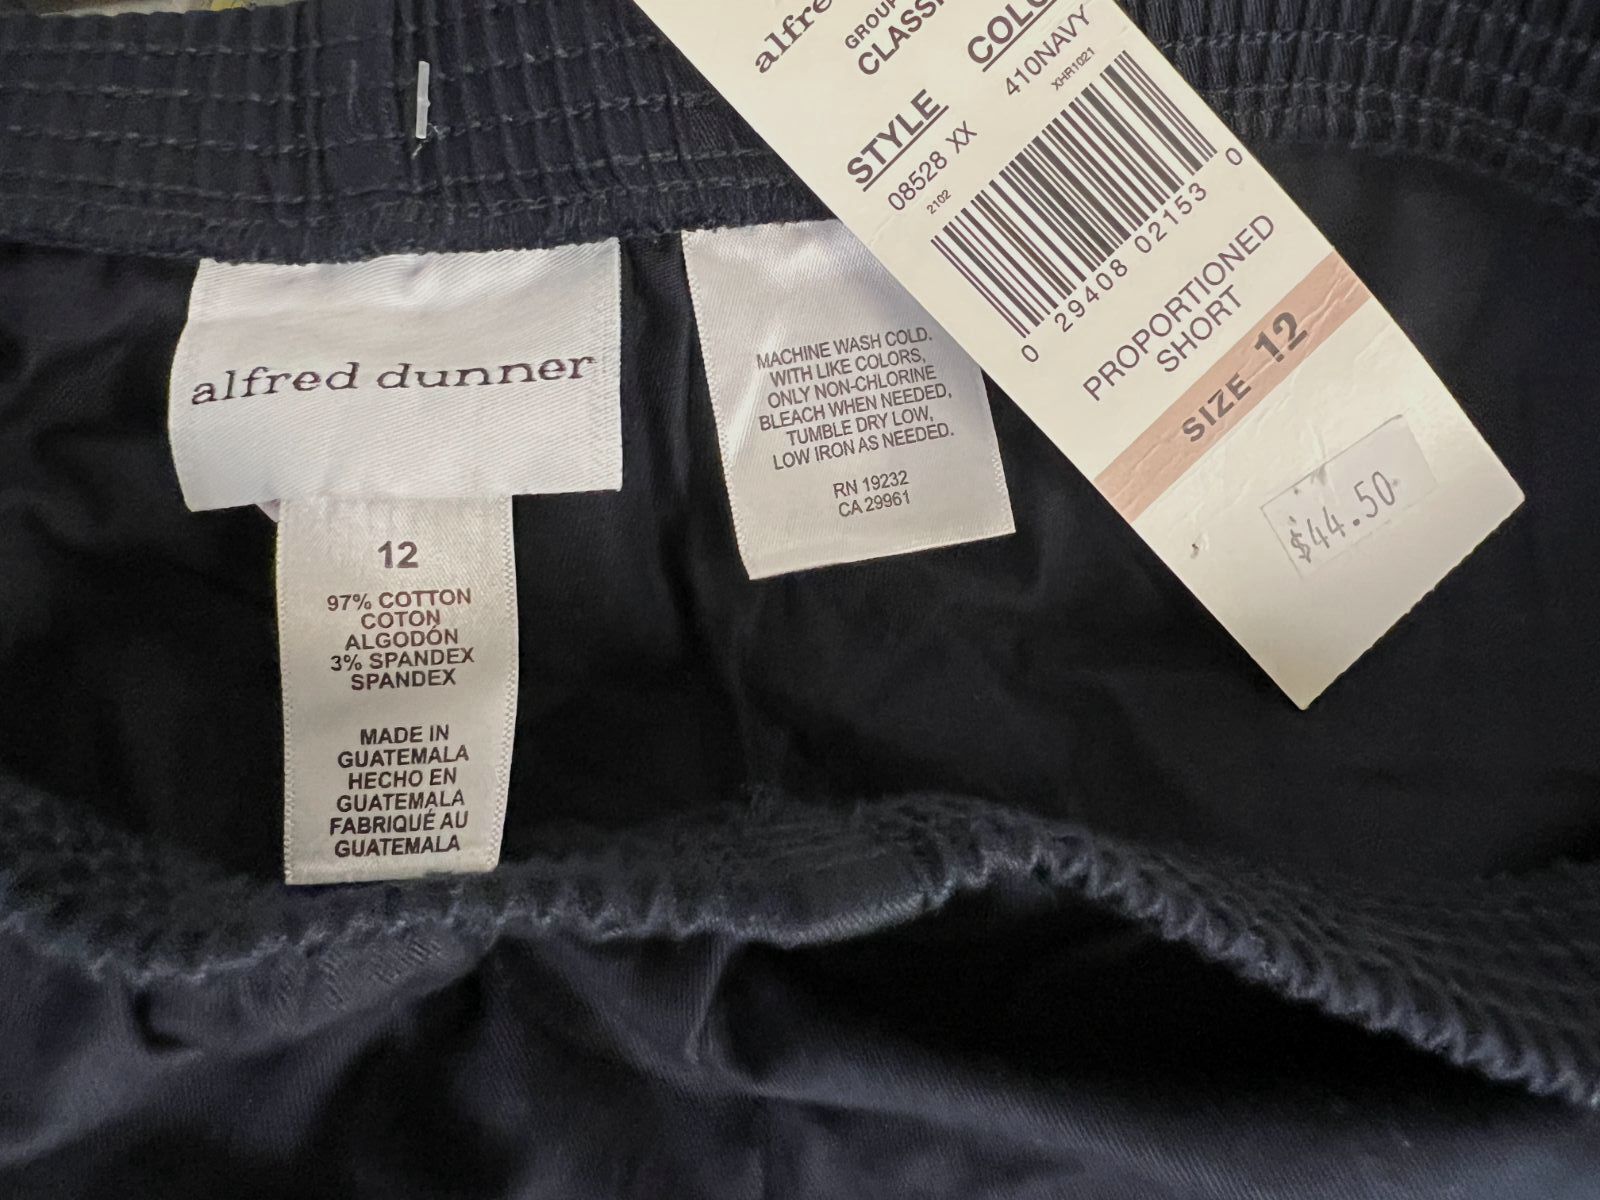 alfred dunner
12
97% COTTON
COTON
ALGODÓN
3% SPANDEX
SPANDEX
MADE IN
GUATEMALA
HECHO EN
GUATEMALA
FABRIQUÉ AU
GUATEMALA
MACHINE WASH COLD.
WITH LIKE COLORS,
ONLY NON-CHLORINE
BLEACH WHEN NEEDED,
TUMBLE DRY LOW,
LOW IRON AS NEEDED.
RN 19232
CA 29961
GROUP
STYLE
08528 XX
2102
410NAVY
XHR1021
0 29408 02153 0
PROPORTIONED
SHORT
SIZE 12
$44.50